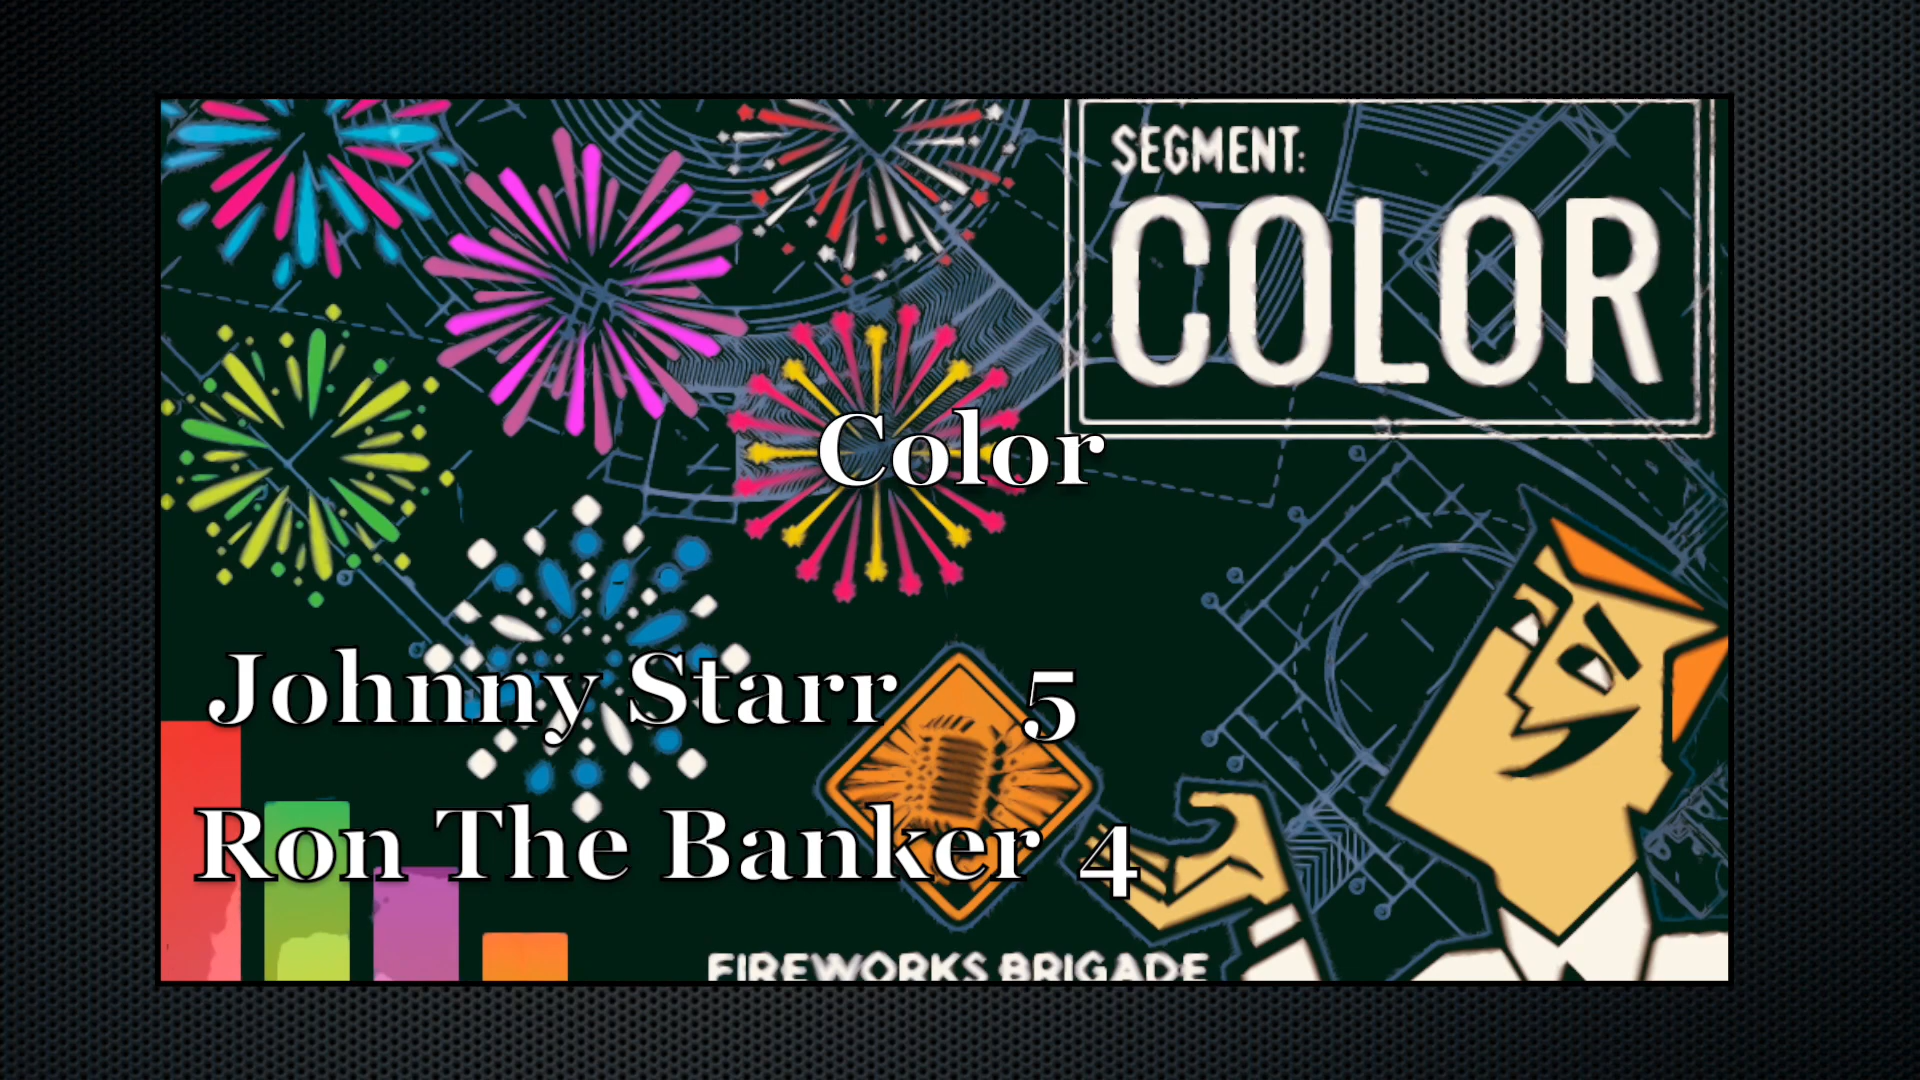 SEGMENT:
COLOR
Color
Johnny Starr 5
Ron The Banker 4
FIREWORKS BRIGADE